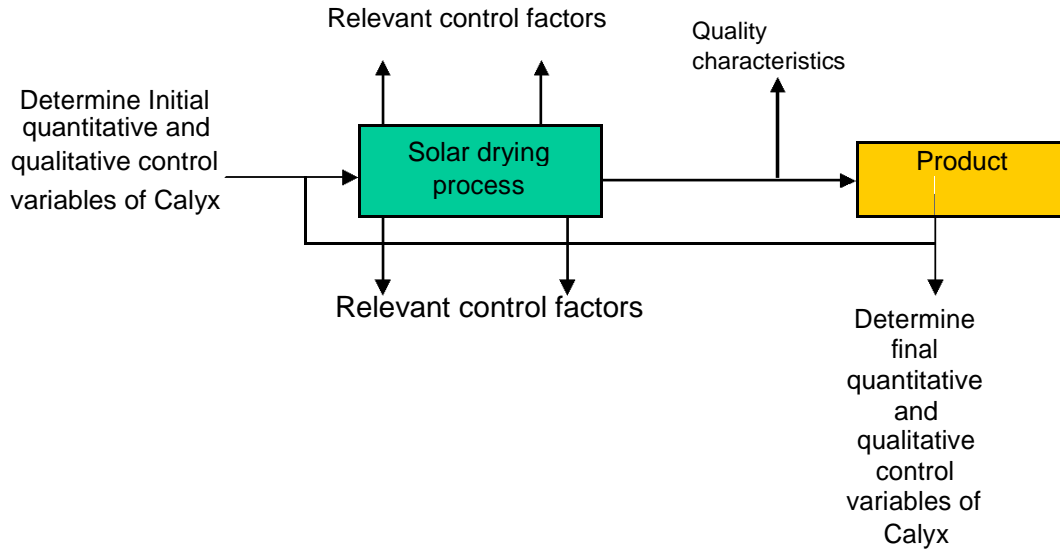 Relevant control factors
Quality
characteristics
Determine Initial
quantitative and
qualitative control
variables of Calyx
Solar drying
process
Product
Relevant control factors
Determine
final
quantitative
and
qualitative
control
variables of
Calyx